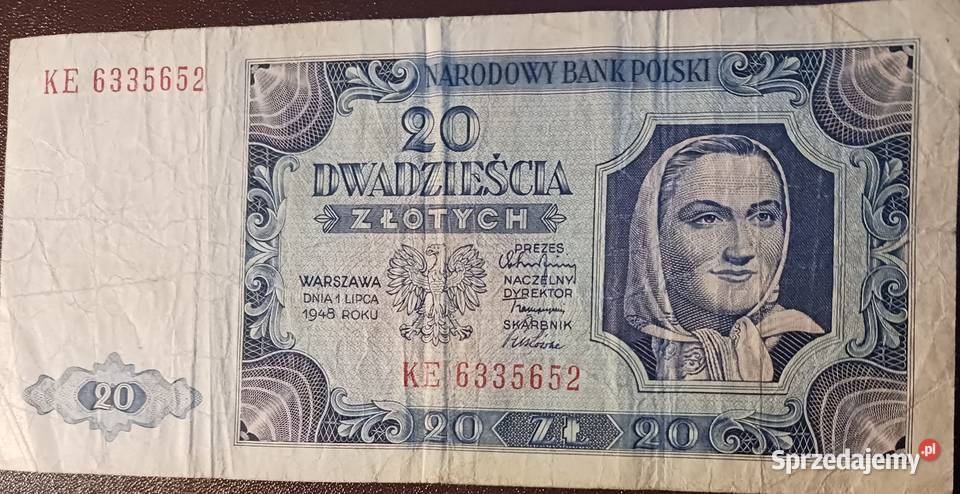 KE 6335652
NARODOWY BANK POLSKI
20
DWADZIEŚCIA
ZŁOTYCH
WARSZAWA
DNIA 1 LIPCA
1948 ROKU
PREZES
NACZELNY
DYREKTOR
SKARBNIK
KE 6335652
20
20 ZŁ 20
Sprzedajemy.pl